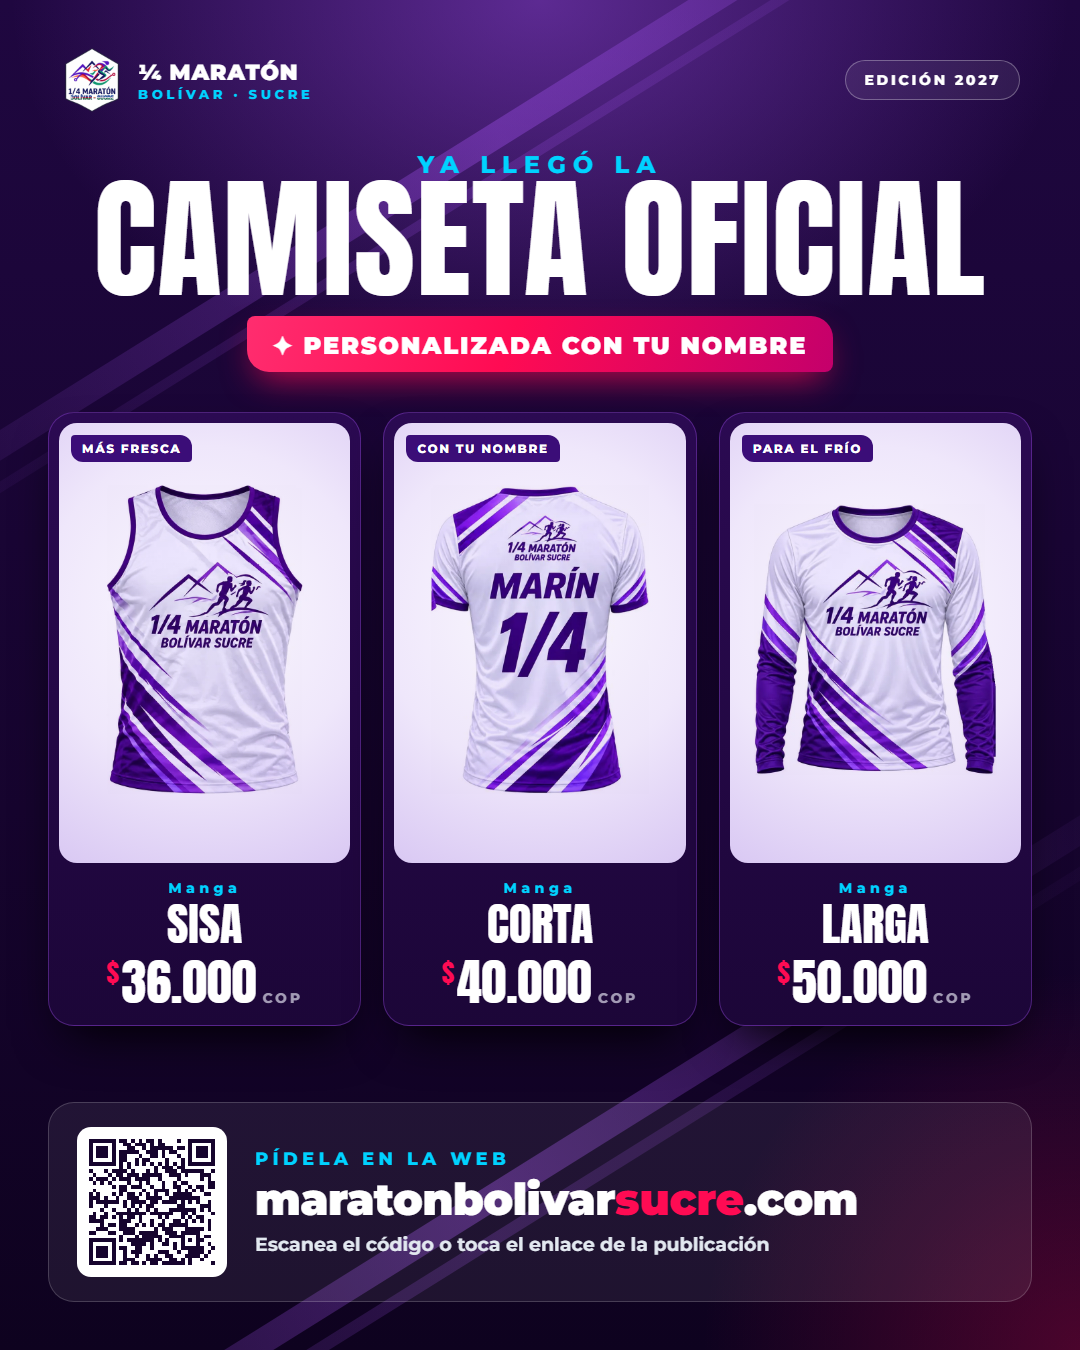 1/4 MARATÓN
¼ MARATÓN
BOLÍVAR · SUCRE
EDICIÓN 2027
YA LLEGÓ LA
CAMISETA OFICIAL
✦ PERSONALIZADA CON TU NOMBRE
MÁS FRESCA
1/4 MARATÓN
BOLÍVAR SUCRE
Manga
SISA
$36.000 COP
CON TU NOMBRE
1/4 MARATÓN
BOLÍVAR SUCRE
MARÍN
1/4
Manga
CORTA
$40.000 COP
PARA EL FRÍO
1/4 MARATÓN
BOLÍVAR SUCRE
Manga
LARGA
$50.000 COP
PÍDELA EN LA WEB
maratonbolivarsucre.com
Escanea el código o toca el enlace de la publicación